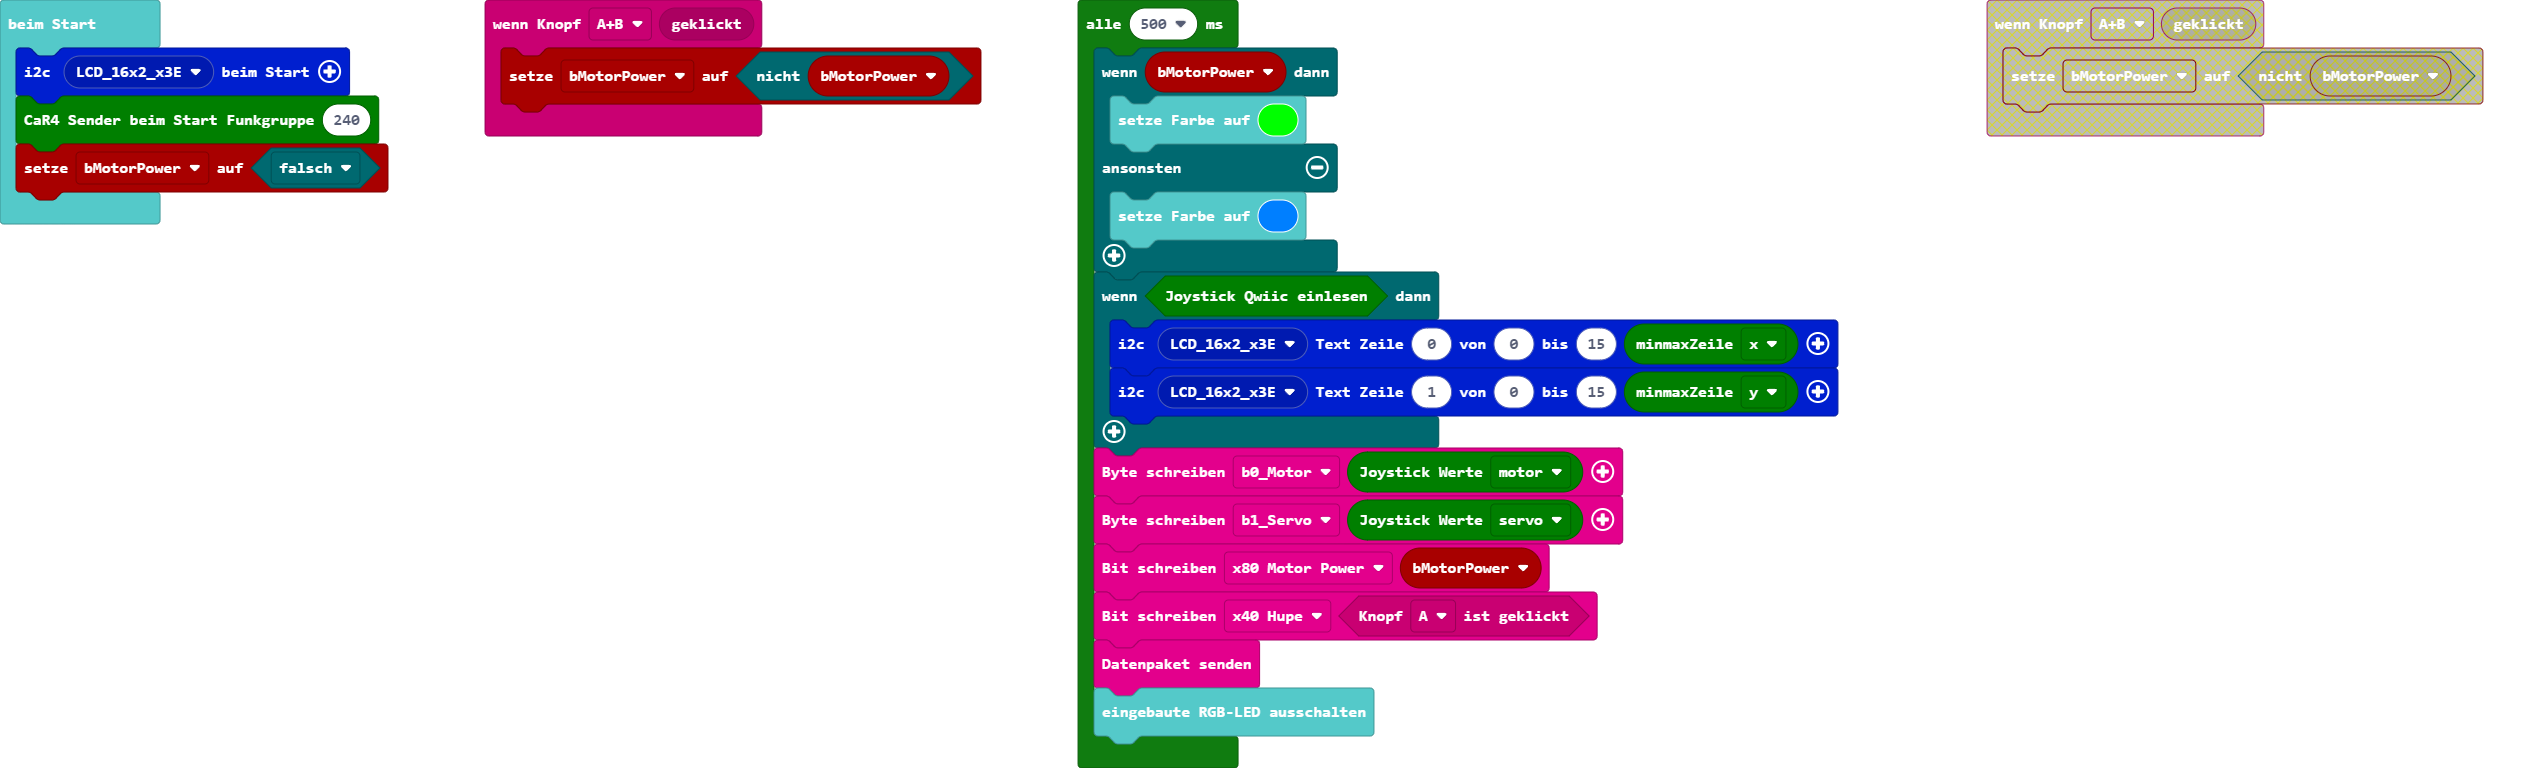 beim Start
i2c LCD_16x2_x3E beim Start
CaR4 Sender beim Start Funkgruppe 240
setze bMotorPower auf falsch
wenn Knopf A+B geklickt
setze bMotorPower auf nicht bMotorPower
alle 500 ms
wenn bMotorPower dann
setze Farbe auf
ansonsten
setze Farbe auf
wenn Joystick Qwiic einlesen dann
i2c LCD_16x2_x3E Text Zeile 0 von 0 bis 15 minmaxZeile x
i2c LCD_16x2_x3E Text Zeile 1 von 0 bis 15 minmaxZeile y
Byte schreiben b0_Motor Joystick Werte motor
Byte schreiben b1_Servo Joystick Werte servo
Bit schreiben x80 Motor Power bMotorPower
Bit schreiben x40 Hupe Knopf A ist geklickt
Datenpaket senden
eingebaute RGB-LED ausschalten
wenn Knopf A+B geklickt
setze bMotorPower auf nicht bMotorPower